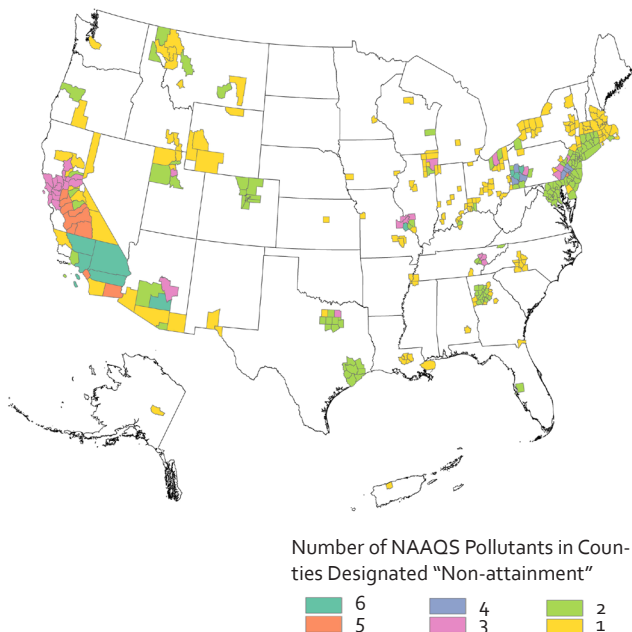 Number of NAAQS Pollutants in Coun-
ties Designated “Non-attainment”
6 4 2
5 3 1